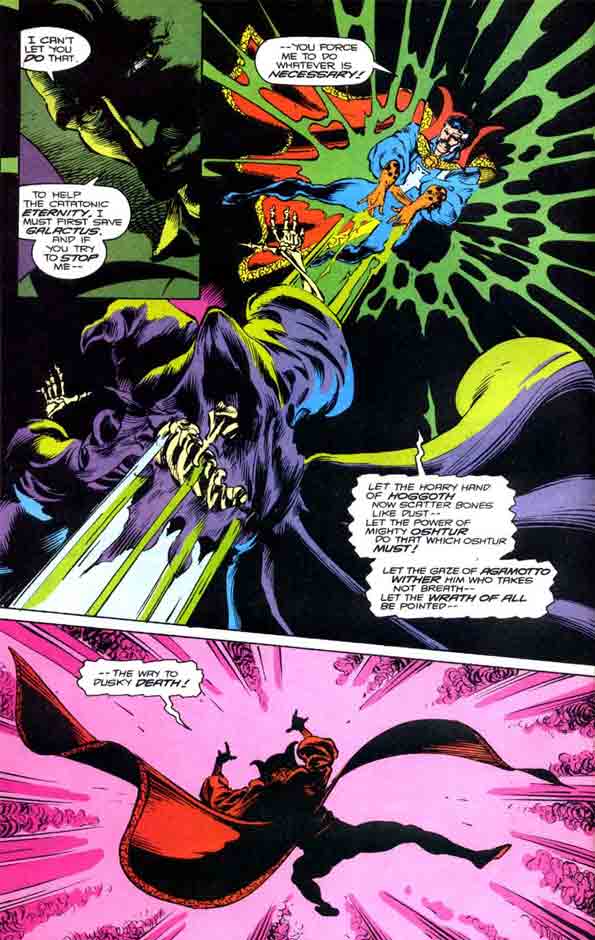 I CAN'T
LET YOU
DO THAT.
TO HELP
THE CATATONIC
ETERNITY, I
MUST FIRST SAVE
GALACTUS,
AND IF
YOU TRY
TO STOP
ME--
--YOU FORCE
ME TO DO
WHATEVER IS
NECESSARY!
LET THE HOARY HAND
OF HOGGOTH
NOW SCATTER BONES
LIKE DUST--
LET THE POWER OF
MIGHTY OSHTUR
DO THAT WHICH OSHTUR
MUST!
LET THE GAZE OF AGAMOTTO
WITHER HIM WHO TAKES
NOT BREATH--
LET THE WRATH OF ALL
BE POINTED--
--THE WAY TO
DUSKY DEATH!